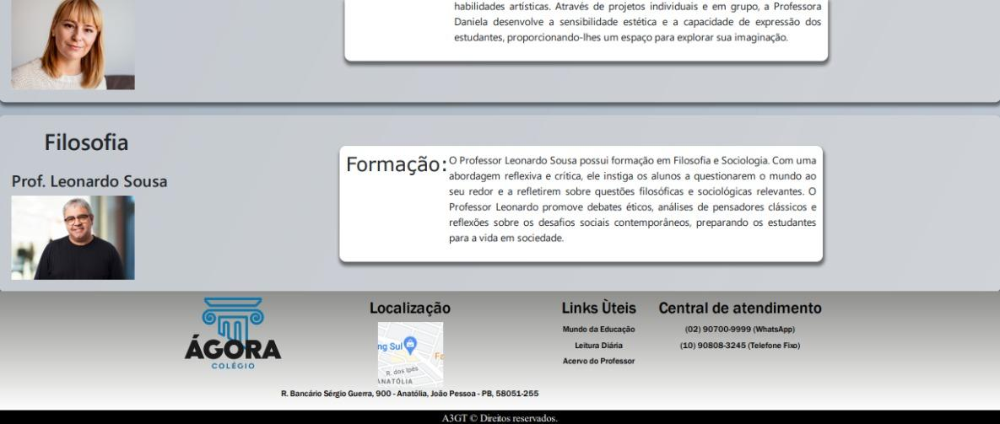 habilidades artísticas. Através de projetos individuais e em grupo, a Professora
Daniela desenvolve a sensibilidade estética e a capacidade de expressão dos
estudantes, proporcionando-lhes um espaço para explorar sua imaginação.
Filosofia
Prof. Leonardo Sousa
Formação:
O Professor Leonardo Sousa possui formação em Filosofia e Sociologia. Com uma
abordagem reflexiva e crítica, ele instiga os alunos a questionarem o mundo ao
seu redor e a refletirem sobre questões filosóficas e sociológicas relevantes. O
Professor Leonardo promove debates éticos, análises de pensadores clássicos e
reflexões sobre os desafios sociais contemporâneos, preparando os estudantes
para a vida em sociedade.
ÁGORA
COLÉGIO
Localização
ng Sul
Fa
R. dos Ipês
ANATÓLIA
R. Bancário Sérgio Guerra, 900 - Anatólia, João Pessoa - PB, 58051-255
Links Ùteis
Mundo da Educação
Leitura Diária
Acervo do Professor
Central de atendimento
(02) 90700-9999 (WhatsApp)
(10) 90808-3245 (Telefone Fixo)
A3GT © Direitos reservados.